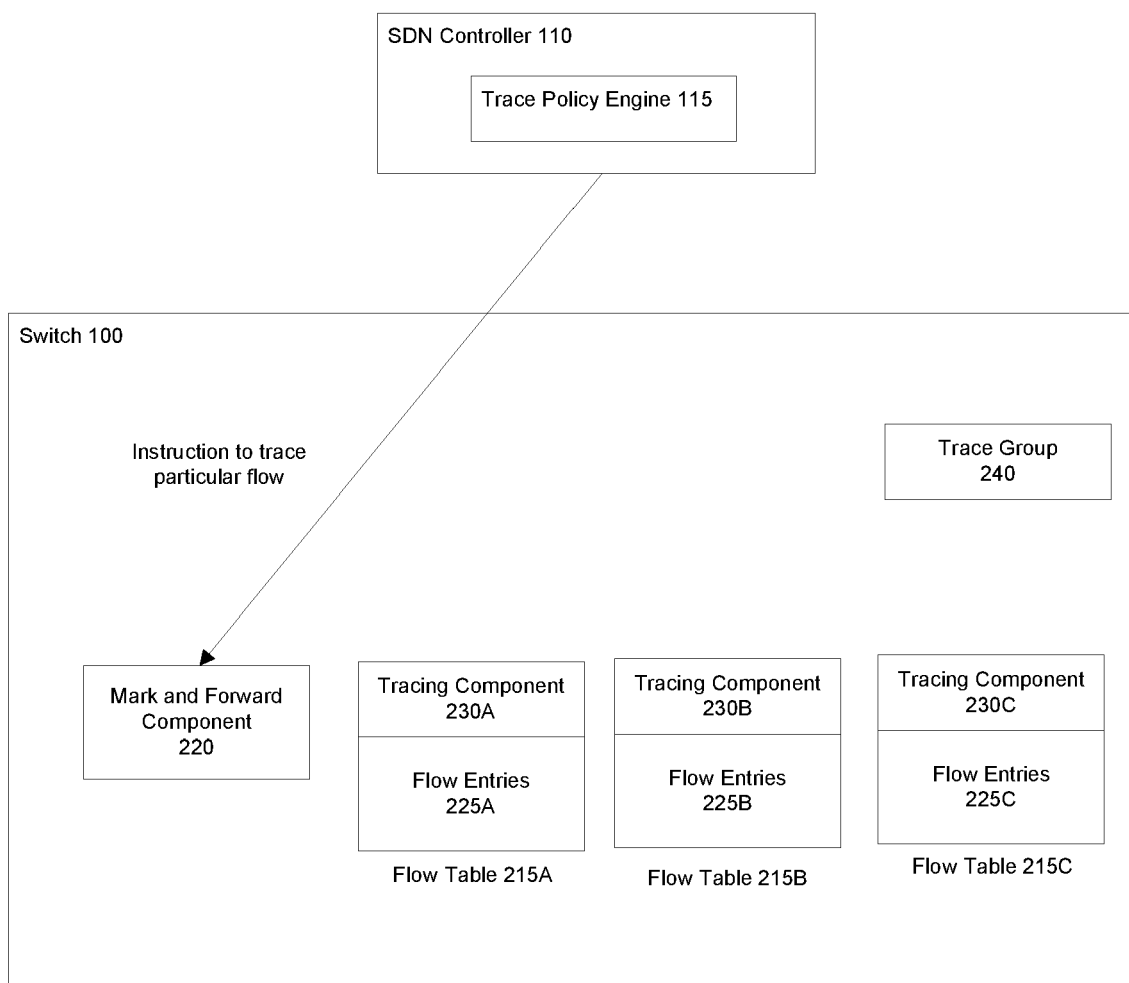 SDN Controller 110
Trace Policy Engine 115
Switch 100
Instruction to trace
particular flow
Trace Group
240
Mark and Forward
Component
220
Tracing Component
230A
Flow Entries
225A
Flow Table 215A
Tracing Component
230B
Flow Entries
225B
Flow Table 215B
Tracing Component
230C
Flow Entries
225C
Flow Table 215C